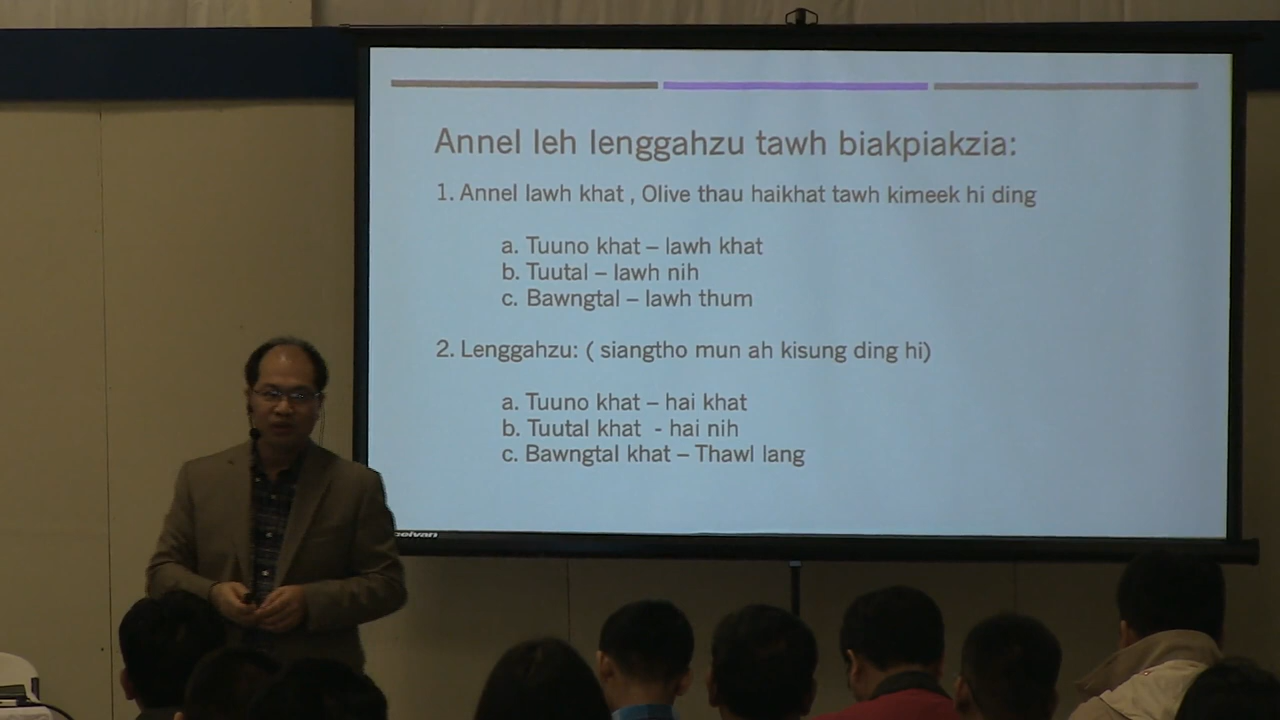 Annel leh lenggahzu tawh biakpiakzia:
1. Annel lawh khat , Olive thau haikhat tawh kimeek hi ding
a. Tuuno khat – lawh khat
b. Tuutal – lawh nih
c. Bawngtal – lawh thum
2. Lenggahzu: ( siangtho mun ah kisung ding hi)
a. Tuuno khat – hai khat
b. Tuutal khat - hai nih
c. Bawngtal khat – Thawl lang